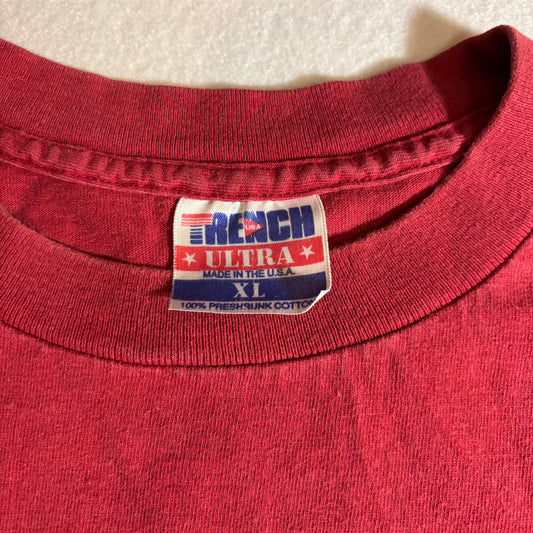 TRENCH
USA
★ ULTRA ★
MADE IN THE U.S.A.
XL
100% PRESHRUNK COTTON